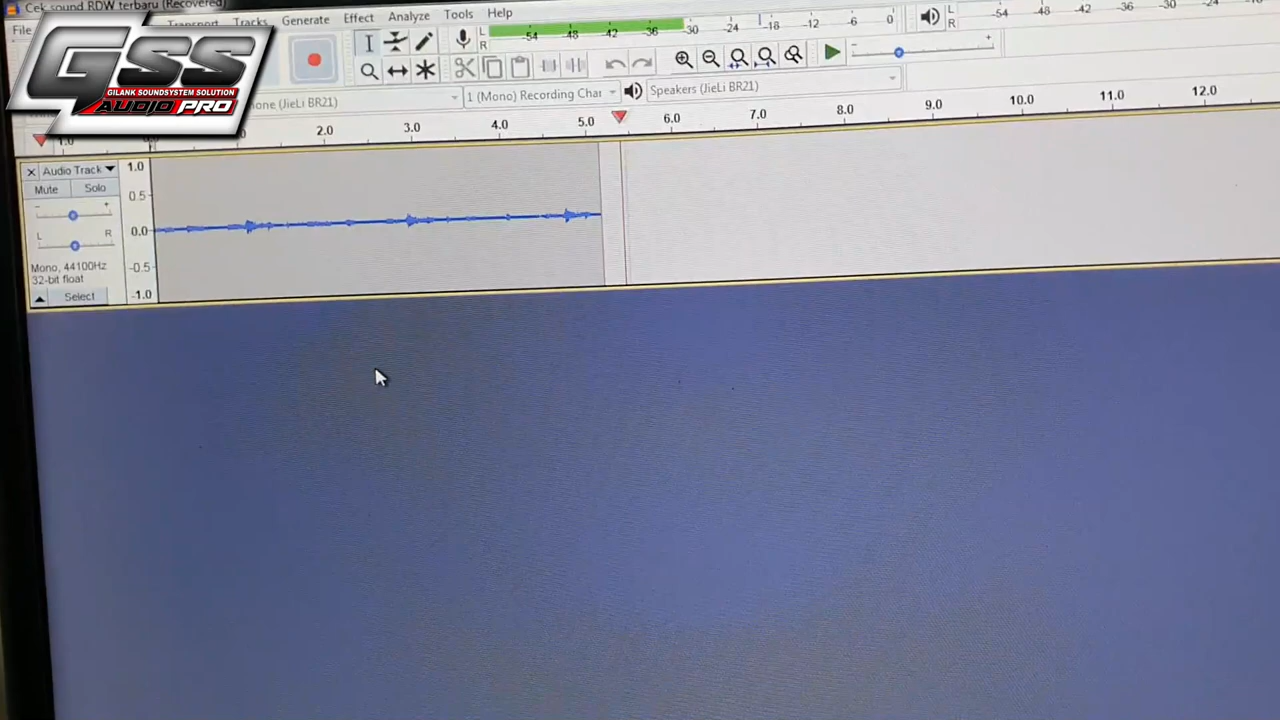 Cek sound RDW terbaru (Recovered)
File Transport Tracks Generate Effect Analyze Tools Help
GSS
GILANK SOUNDSYSTEM SOLUTION
AUDIO PRO
L
R
-54 -48 -42 -36 -30 -24 -18 -12 -6 0
L
R
-54 -48 -42 -36 -30 -24 -18 -12
(JieLi BR21)
1 (Mono) Recording Char
Speakers (JieLi BR21)
1.0 2.0 3.0 4.0 5.0 6.0 7.0 8.0 9.0 10.0 11.0 12.0
Audio Track
Mute Solo
- +
L R
Mono, 44100Hz
32-bit float
Select
1.0
0.5
0.0
-0.5
-1.0